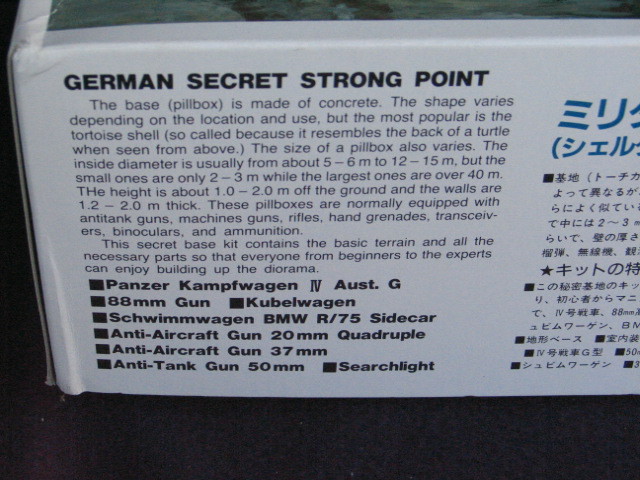 GERMAN SECRET STRONG POINT
The base (pillbox) is made of concrete. The shape varies
depending on the location and use, but the most popular is the
tortoise shell (so called because it resembles the back of a turtle
when seen from above.) The size of a pillbox also varies. The
inside diameter is usually from about 5–6 m to 12–15 m, but the
small ones are only 2–3 m while the largest ones are over 40 m.
THe height is about 1.0 – 2.0 m off the ground and the walls are
1.2 – 2.0 m thick. These pillboxes are normally equipped with
antitank guns, machines guns, rifles, hand grenades, transceiv-
ers, binoculars, and ammunition.
This secret base kit contains the basic terrain and all the
necessary parts so that everyone from beginners to the experts
can enjoy building up the diorama.
■Panzer Kampfwagen Ⅳ Aust. G
■88mm Gun ■Kubelwagen
■Schwimmwagen BMW R/75 Sidecar
■Anti-Aircraft Gun 20mm Quadruple
■Anti-Aircraft Gun 37mm
■Anti-Tank Gun 50mm ■Searchlight
ミリタ
(シェルタ
■基地(トーチカ
よって異なるが、
らによく似ている
て中には2〜3m
らいで、壁の厚さ
榴弾、無線機、観
★キットの特
■この秘密基地のキッ
り、初心者からマニ
て、Ⅳ号戦車、88mm
ュビムワーゲン、BM
■地形ベース ■室内装
■Ⅳ号戦車G型 ■50m
■シュビムワーゲン ■3